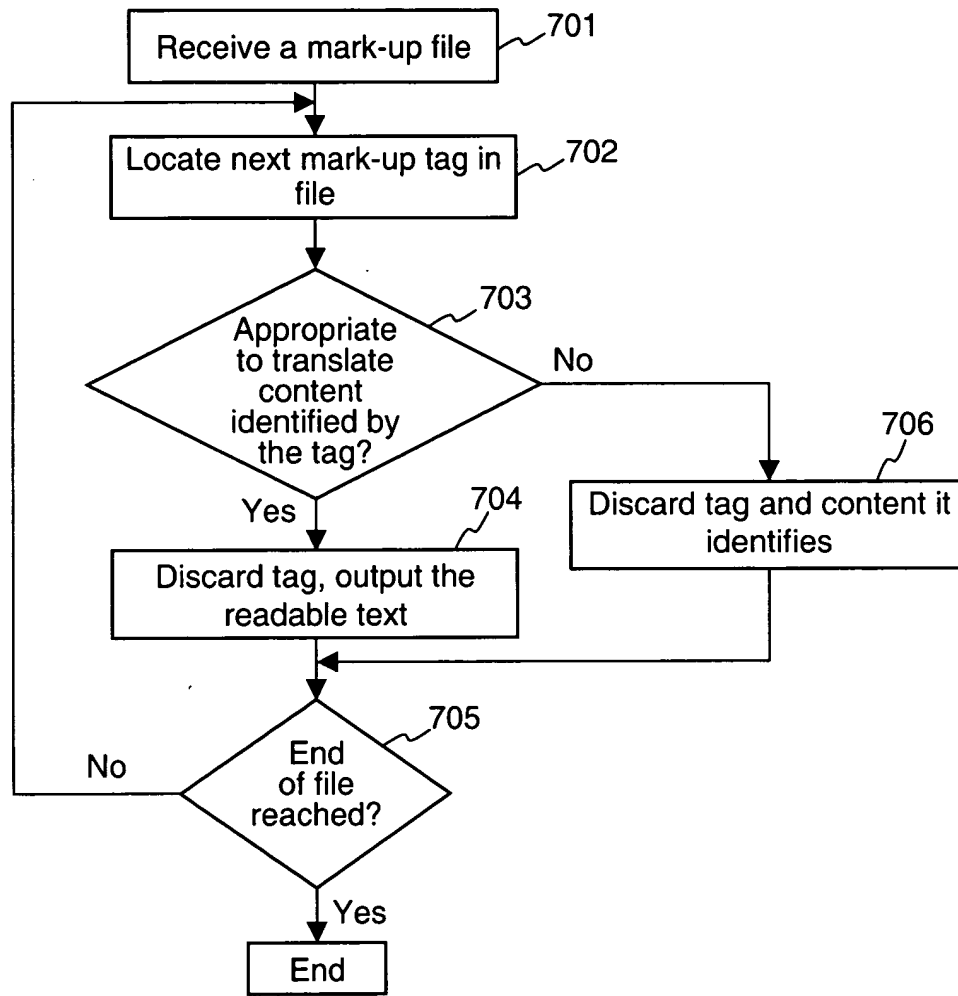 Receive a mark-up file
701
Locate next mark-up tag in
file
702
703
Appropriate
to translate
content
identified by
the tag?
No
Yes
704
706
Discard tag and content it
identifies
Discard tag, output the
readable text
705
End
of file
reached?
No
Yes
End